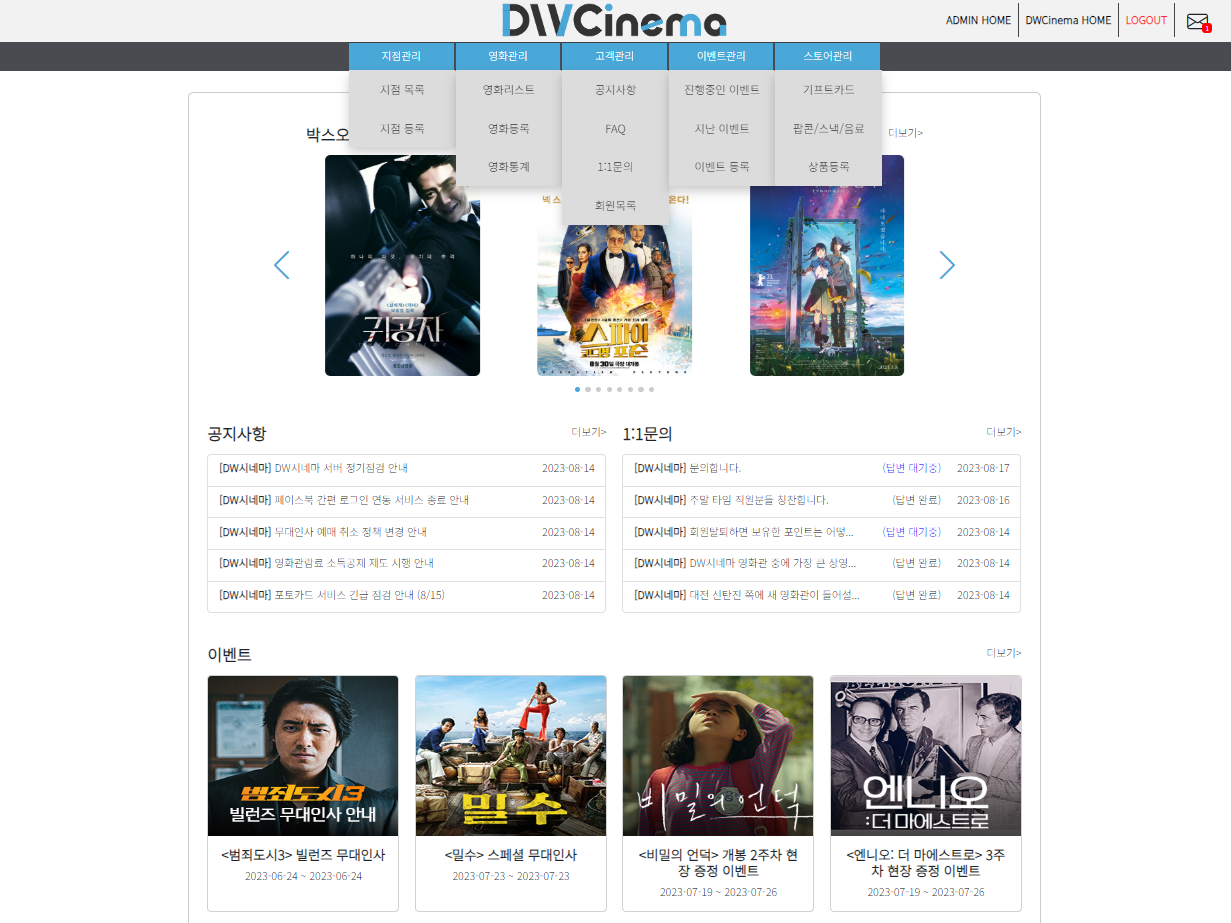 DWCinema
ADMIN HOME
DWCinema HOME
LOGOUT
1
지점관리
영화관리
고객관리
이벤트관리
스토어관리
지점 목록
영화리스트
공지사항
진행중인 이벤트
기프트카드
지점 등록
영화등록
FAQ
지난 이벤트
팝콘/스낵/음료
영화통계
1:1문의
이벤트 등록
상품등록
회원목록
박스오
더보기>
귀공자
스파이
코드명 포춘
8월 30일 극장 대개봉
공지사항
더보기>
[DW시네마] DW시네마 서버 정기점검 안내 2023-08-14
[DW시네마] 페이스북 간편 로그인 연동 서비스 종료 안내 2023-08-14
[DW시네마] 무대인사 예매 취소 정책 변경 안내 2023-08-14
[DW시네마] 영화관람료 소득공제 제도 시행 안내 2023-08-14
[DW시네마] 포토카드 서비스 긴급 점검 안내 (8/15) 2023-08-14
1:1문의
더보기>
[DW시네마] 문의합니다. (답변 대기중) 2023-08-17
[DW시네마] 주말 타임 직원분들 칭찬합니다. (답변 완료) 2023-08-16
[DW시네마] 회원탈퇴하면 보유한 포인트는 어떻... (답변 대기중) 2023-08-14
[DW시네마] DW시네마 영화관 중에 가장 큰 상영... (답변 완료) 2023-08-14
[DW시네마] 대전 신탄진 쪽에 새 영화관이 들어설... (답변 완료) 2023-08-14
이벤트
더보기>
범죄도시3
빌런즈 무대인사 안내
밀수
비밀의 언덕
엔니오
:더 마에스트로
<범죄도시3> 빌런즈 무대인사
2023-06-24 ~ 2023-06-24
<밀수> 스페셜 무대인사
2023-07-23 ~ 2023-07-23
<비밀의 언덕> 개봉 2주차 현
장 증정 이벤트
2023-07-19 ~ 2023-07-26
<엔니오: 더 마에스트로> 3주
차 현장 증정 이벤트
2023-07-19 ~ 2023-07-26